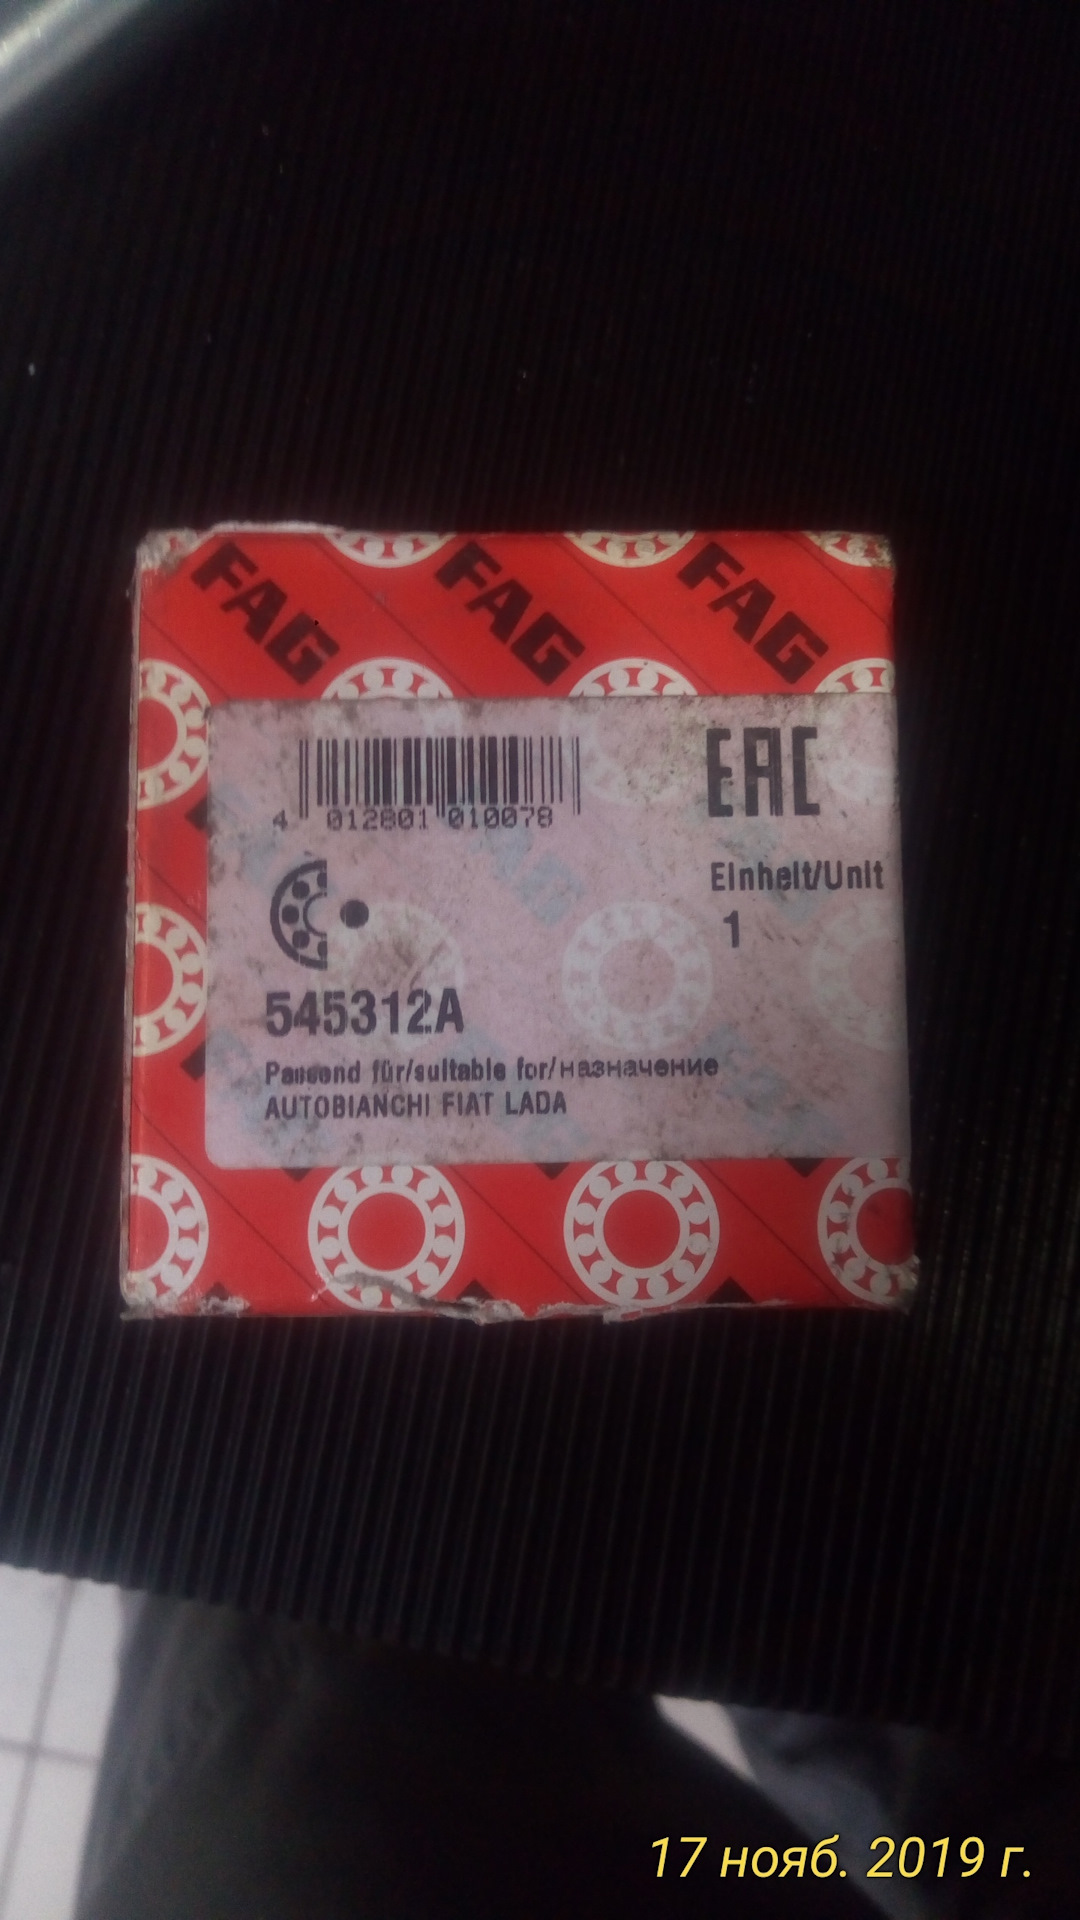 FAG FAG FAG
EAC
4 012801 010078
Einheit/Unit
1
545312A
Passend für/suitable for/назначение
AUTOBIANCHI FIAT LADA
17 нояб. 2019 г.